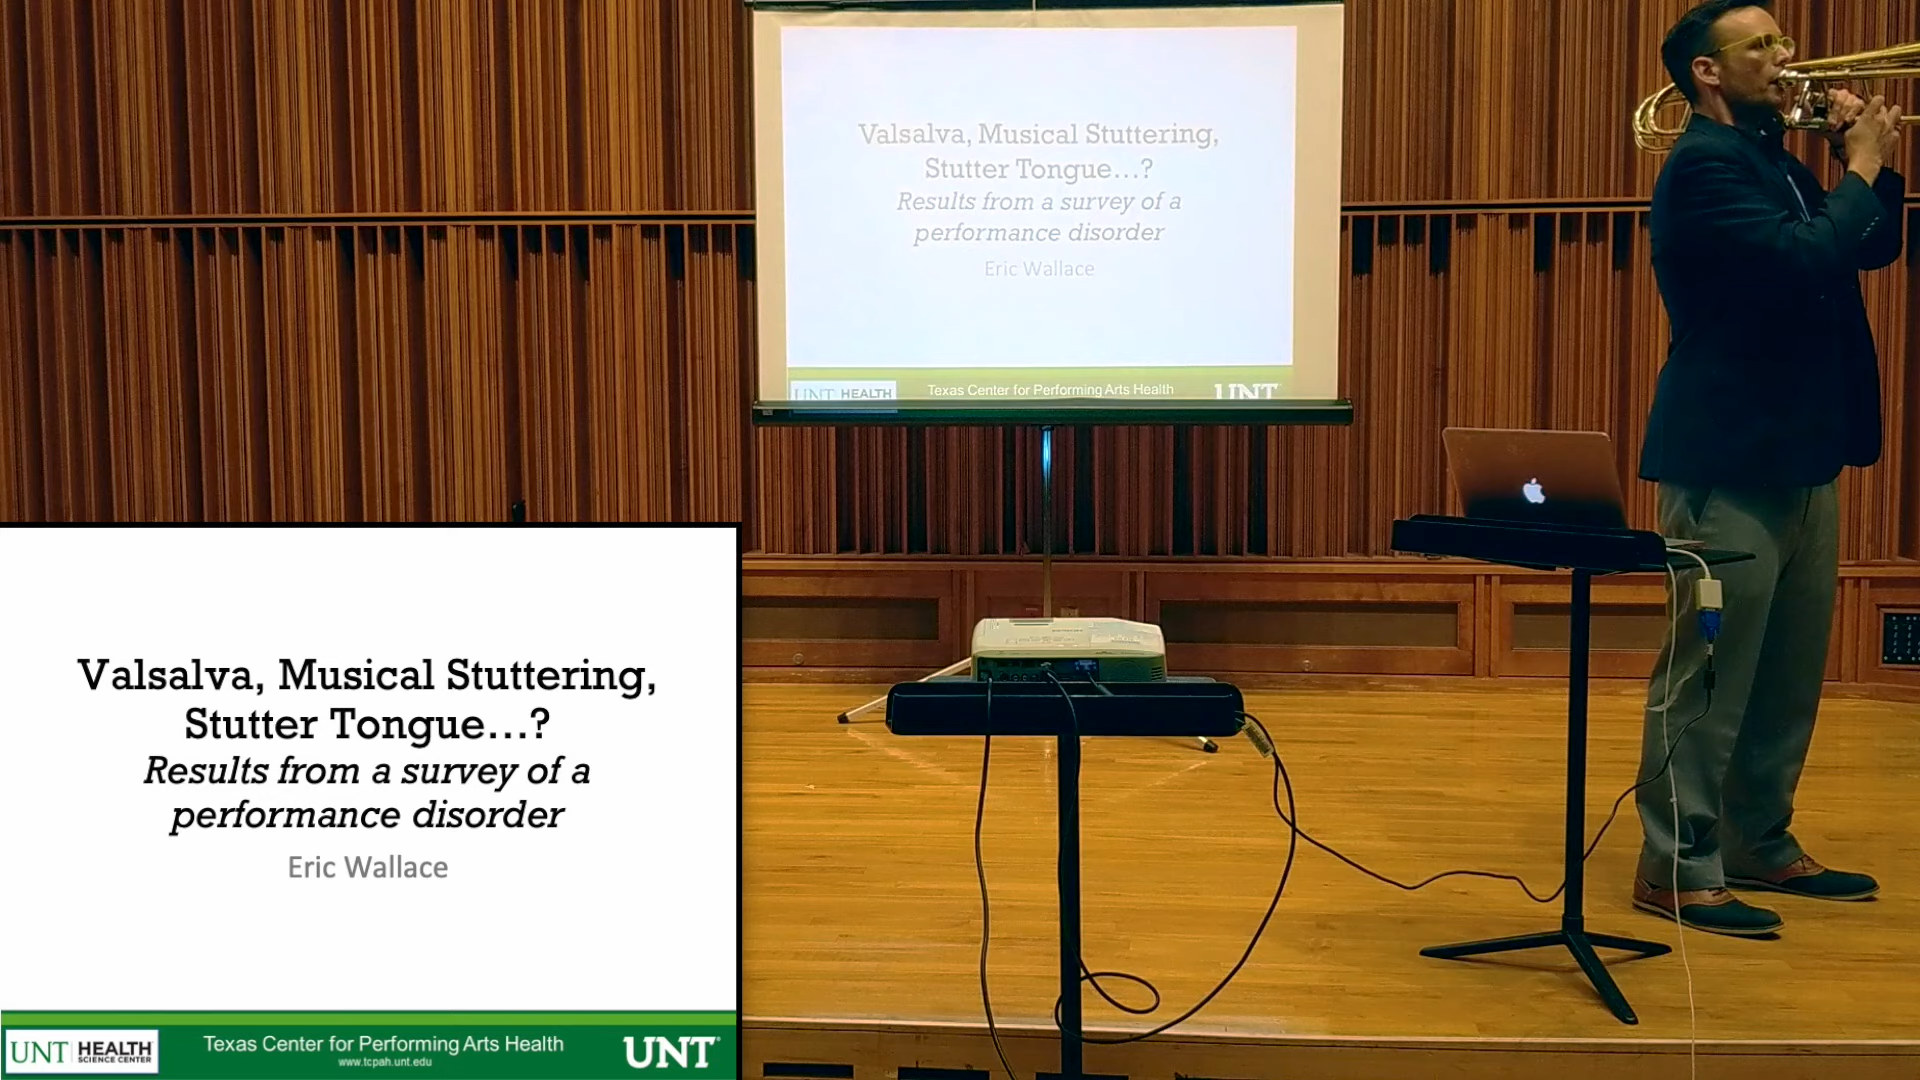 Valsalva, Musical Stuttering,
Stutter Tongue...?
Results from a survey of a
performance disorder
Eric Wallace
UNT HEALTH
Texas Center for Performing Arts Health
UNT
Valsalva, Musical Stuttering,
Stutter Tongue...?
Results from a survey of a
performance disorder
Eric Wallace
UNT HEALTH
SCIENCE CENTER
Texas Center for Performing Arts Health
www.tcpah.unt.edu
UNT